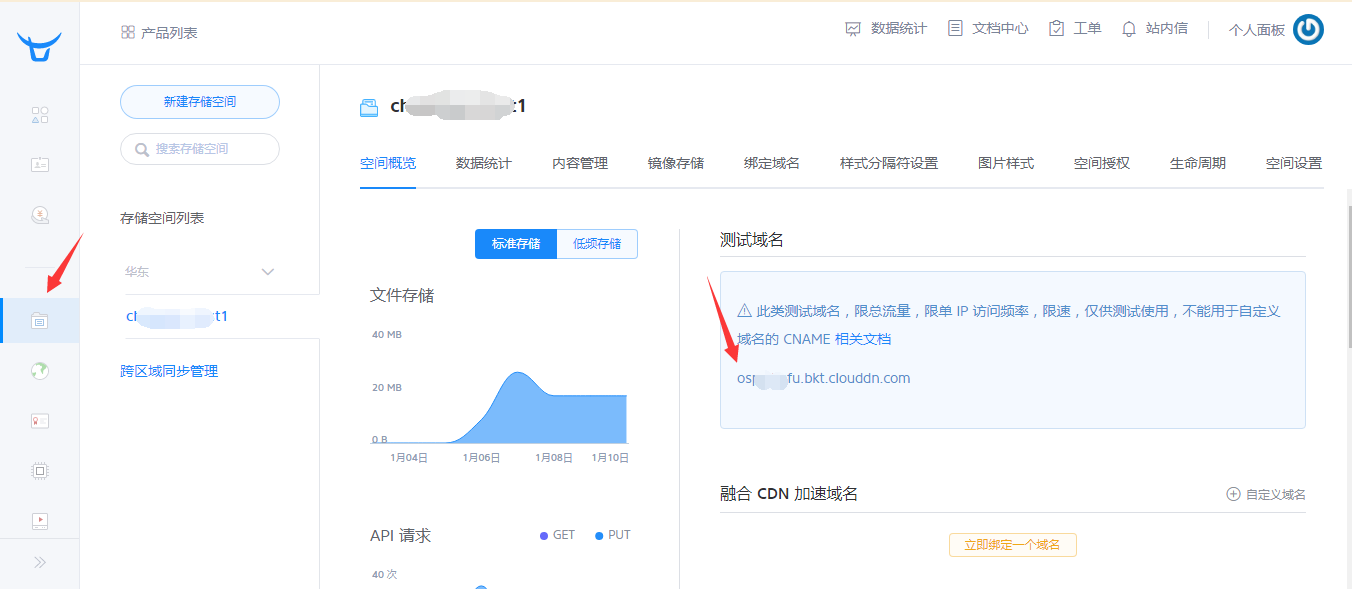 产品列表
数据统计
文档中心
工单
站内信
个人面板
新建存储空间
搜索存储空间
存储空间列表
华东
t1
跨区域同步管理
t1
空间概览 数据统计 内容管理 镜像存储 绑定域名 样式分隔符设置 图片样式 空间授权 生命周期 空间设置
标准存储 低频存储
文件存储
40 MB
20 MB
0 B
1月04日 1月06日 1月08日 1月10日
API 请求
GET PUT
40 次
测试域名
此类测试域名，限总流量，限单 IP 访问频率，限速，仅供测试使用，不能用于自定义
域名的 CNAME 相关文档
fu.bkt.clouddn.com
融合 CDN 加速域名
自定义域名
立即绑定一个域名